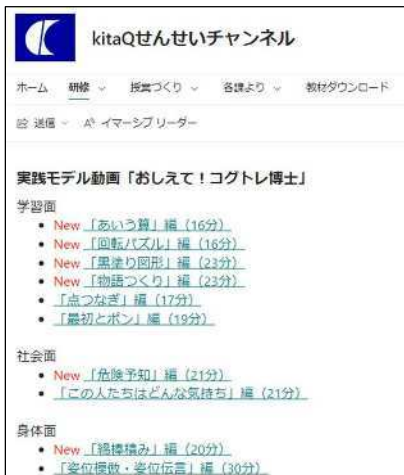 kitaQせんせいチャンネル
ホーム 研修 授業づくり 各課より 教材ダウンロード
送信 イマーシブ リーダー
実践モデル動画「おしえて！コグトレ博士」
学習面
New 「あいう算」編（16分）
New 「回転パズル」編（16分）
New 「黒塗り図形」編（23分）
New 「物語つくり」編（23分）
「点つなぎ」編（17分）
「最初とポン」編（19分）
社会面
New 「危険予知」編（21分）
「この人たちはどんな気持ち」編（21分）
身体面
New 「綿棒積み」編（20分）
「姿位模倣・姿位伝言」編（30分）